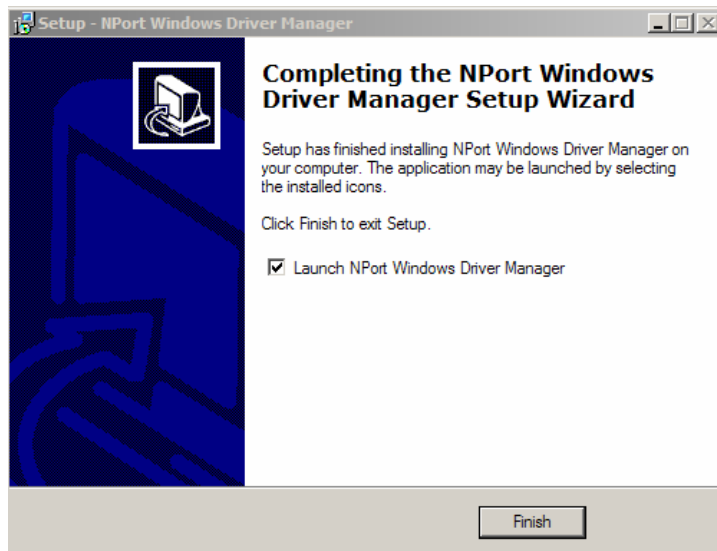 Setup - NPort Windows Driver Manager
Completing the NPort Windows
Driver Manager Setup Wizard
Setup has finished installing NPort Windows Driver Manager on
your computer. The application may be launched by selecting
the installed icons.
Click Finish to exit Setup.
Launch NPort Windows Driver Manager
Finish